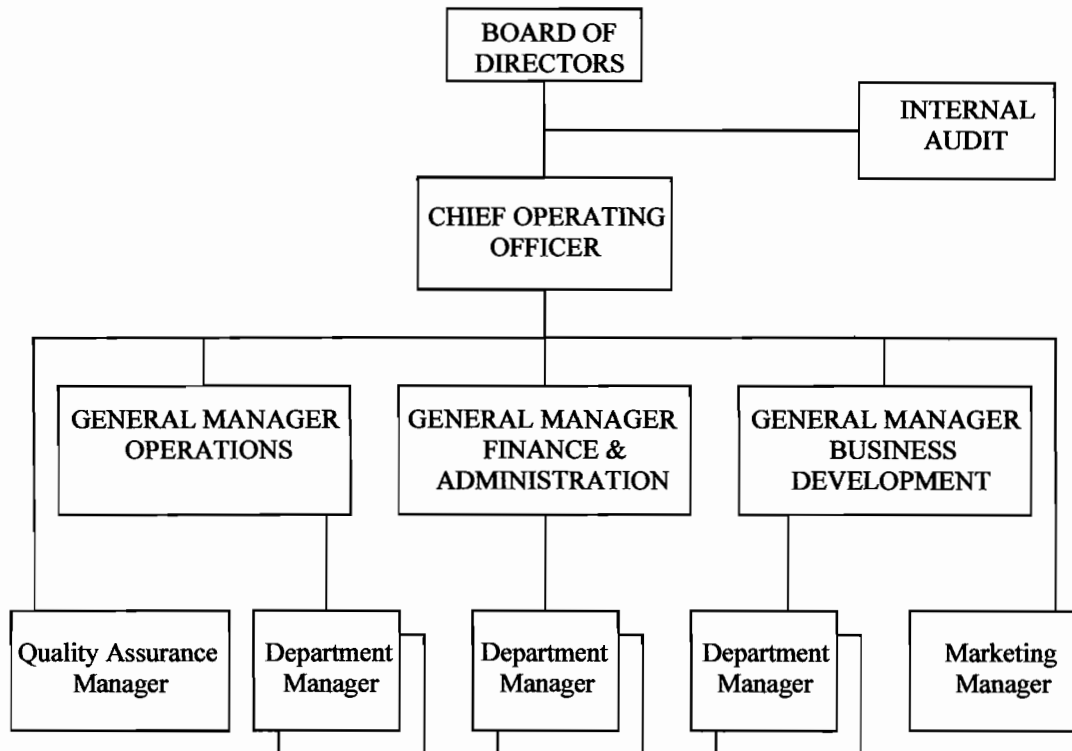 BOARD OF
DIRECTORS
INTERNAL
AUDIT
CHIEF OPERATING
OFFICER
GENERAL MANAGER
OPERATIONS
GENERAL MANAGER
FINANCE &
ADMINISTRATION
GENERAL MANAGER
BUSINESS
DEVELOPMENT
Quality Assurance
Manager
Department
Manager
Department
Manager
Department
Manager
Marketing
Manager